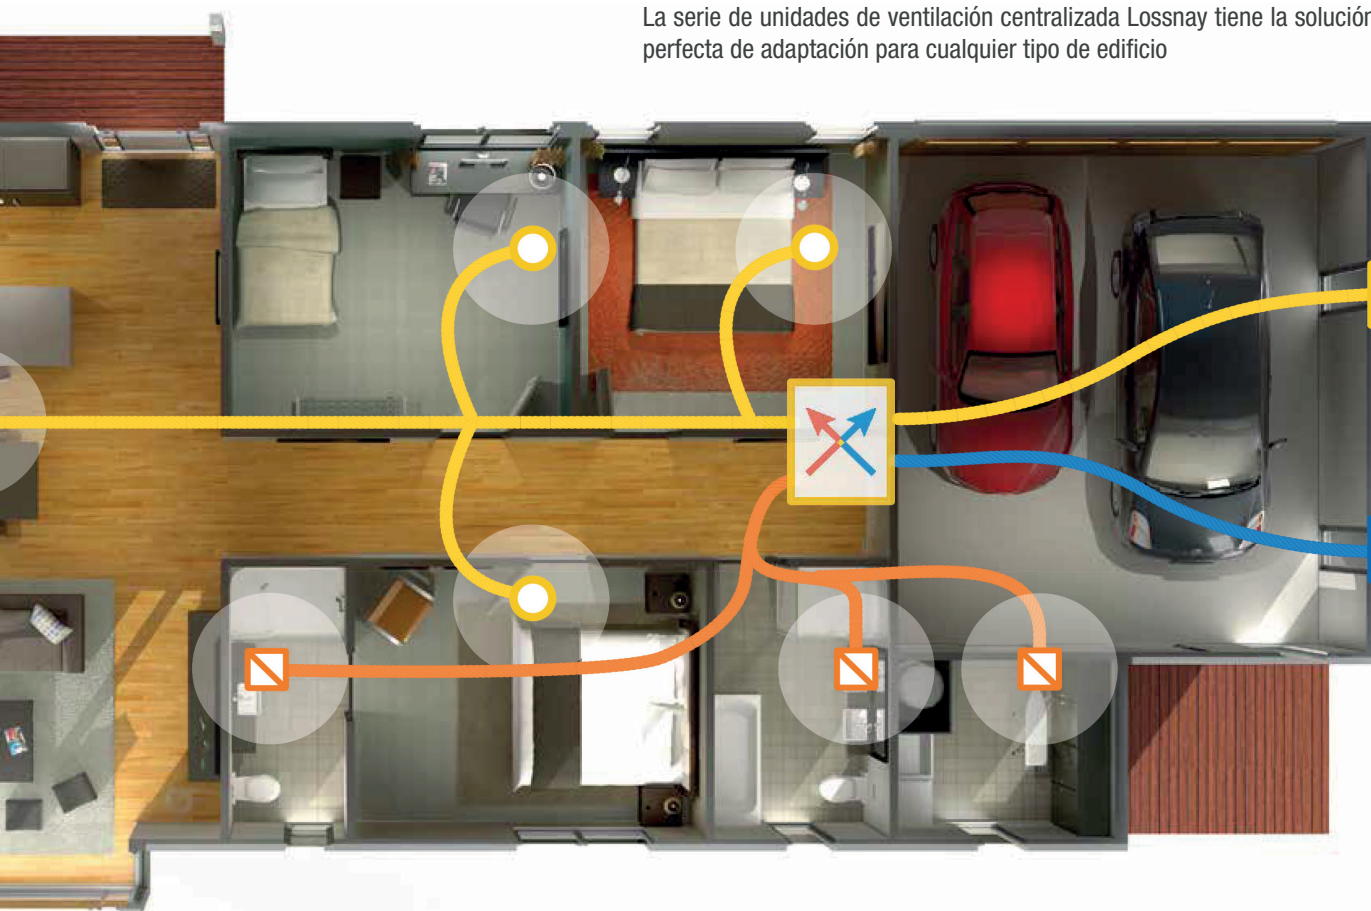 La serie de unidades de ventilación centralizada Lossnay tiene la solución
perfecta de adaptación para cualquier tipo de edificio